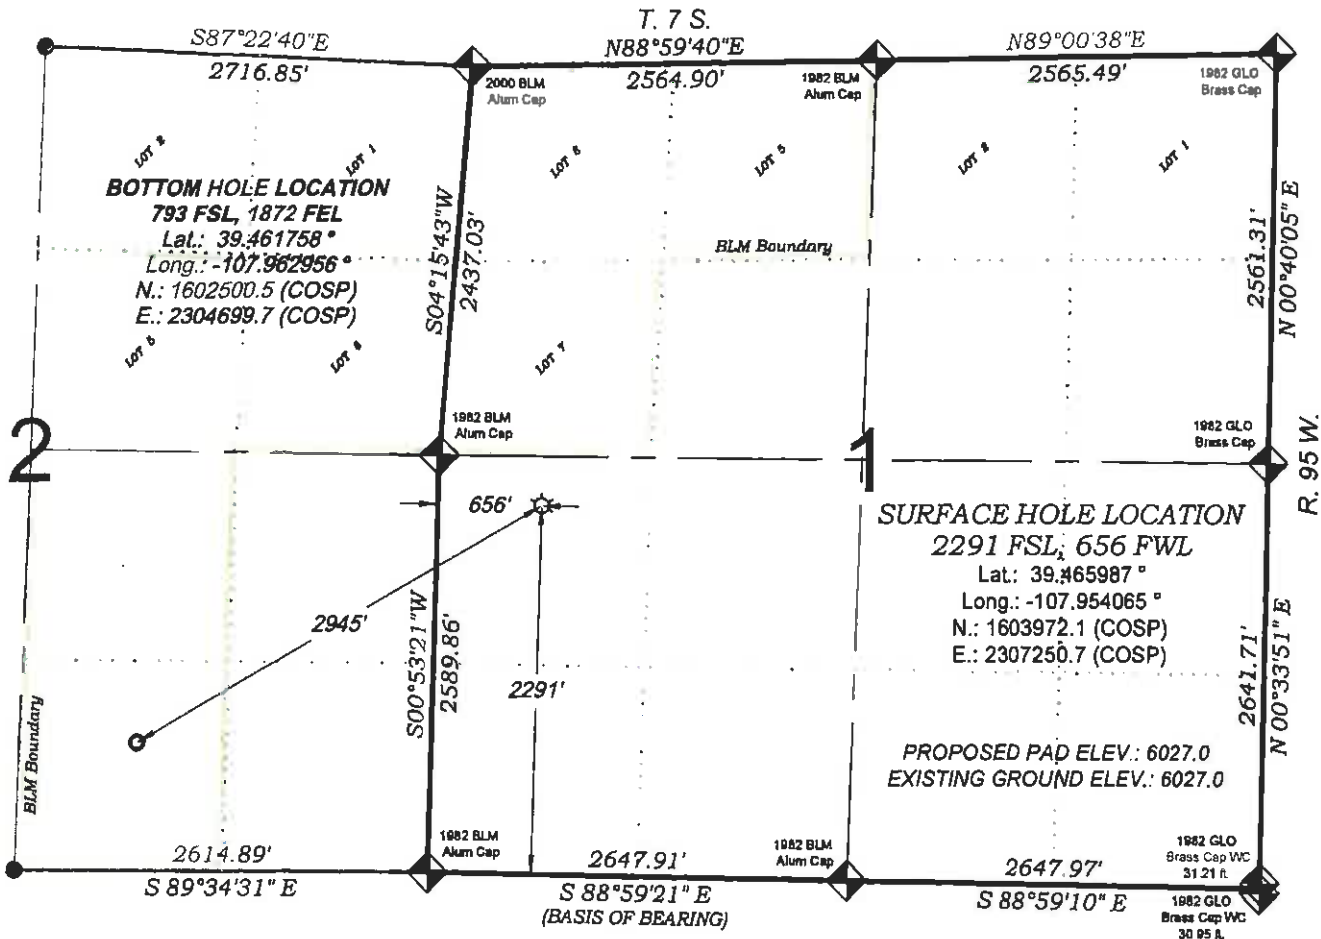 T. 7 S.
S87°22'40"E
2716.85'
N88°59'40"E
2564.90'
N89°00'38"E
2565.49'
2000 BLM
Alum Cap
1982 BLM
Alum Cap
1982 GLO
Brass Cap
LOT 2
LOT 1
LOT 6
LOT 5
LOT 2
LOT 1
BOTTOM HOLE LOCATION
793 FSL, 1872 FEL
Lat.: 39.461758°
Long.: -107.962956°
N.: 1602500.5 (COSP)
E.: 2304699.7 (COSP)
S04°15'43"W
2437.03'
BLM Boundary
2561.31'
N 00°40'05" E
LOT 5
LOT 6
LOT 7
1982 BLM
Alum Cap
1982 GLO
Brass Cap
2
1
R. 95 W.
656'
SURFACE HOLE LOCATION
2291 FSL, 656 FWL
Lat.: 39.465987 °
Long.: -107.954065 °
N.: 1603972.1 (COSP)
E.: 2307250.7 (COSP)
2945'
S00°53'21"W
2589.86'
2291'
2641.71'
N 00°33'51" E
BLM Boundary
PROPOSED PAD ELEV.: 6027.0
EXISTING GROUND ELEV.: 6027.0
2614.89'
S 89°34'31" E
1982 BLM
Alum Cap
2647.91'
S 88°59'21" E
(BASIS OF BEARING)
1982 BLM
Alum Cap
2647.97'
S 88°59'10" E
1982 GLO
Brass Cap WC
31.21 ft.
1982 GLO
Brass Cap WC
30.95 ft.